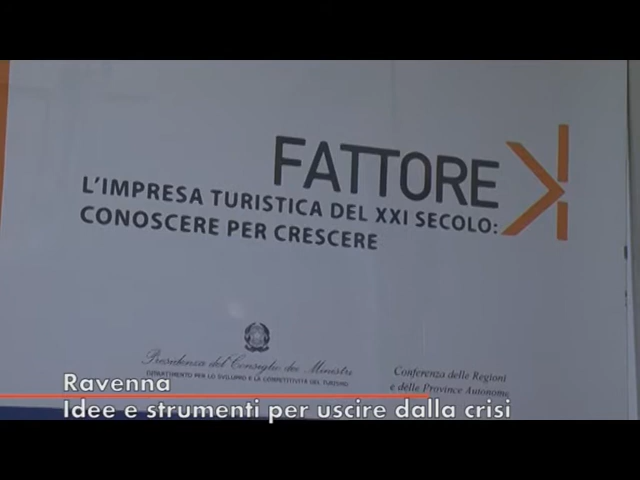 FATTORE K
L'IMPRESA TURISTICA DEL XXI SECOLO:
CONOSCERE PER CRESCERE
Presidenza del Consiglio dei Ministri
DIPARTIMENTO PER LO SVILUPPO E LA COMPETITIVITÀ DEL TURISMO
Conferenza delle Regioni
e delle Province Autonome
Ravenna
Idee e strumenti per uscire dalla crisi